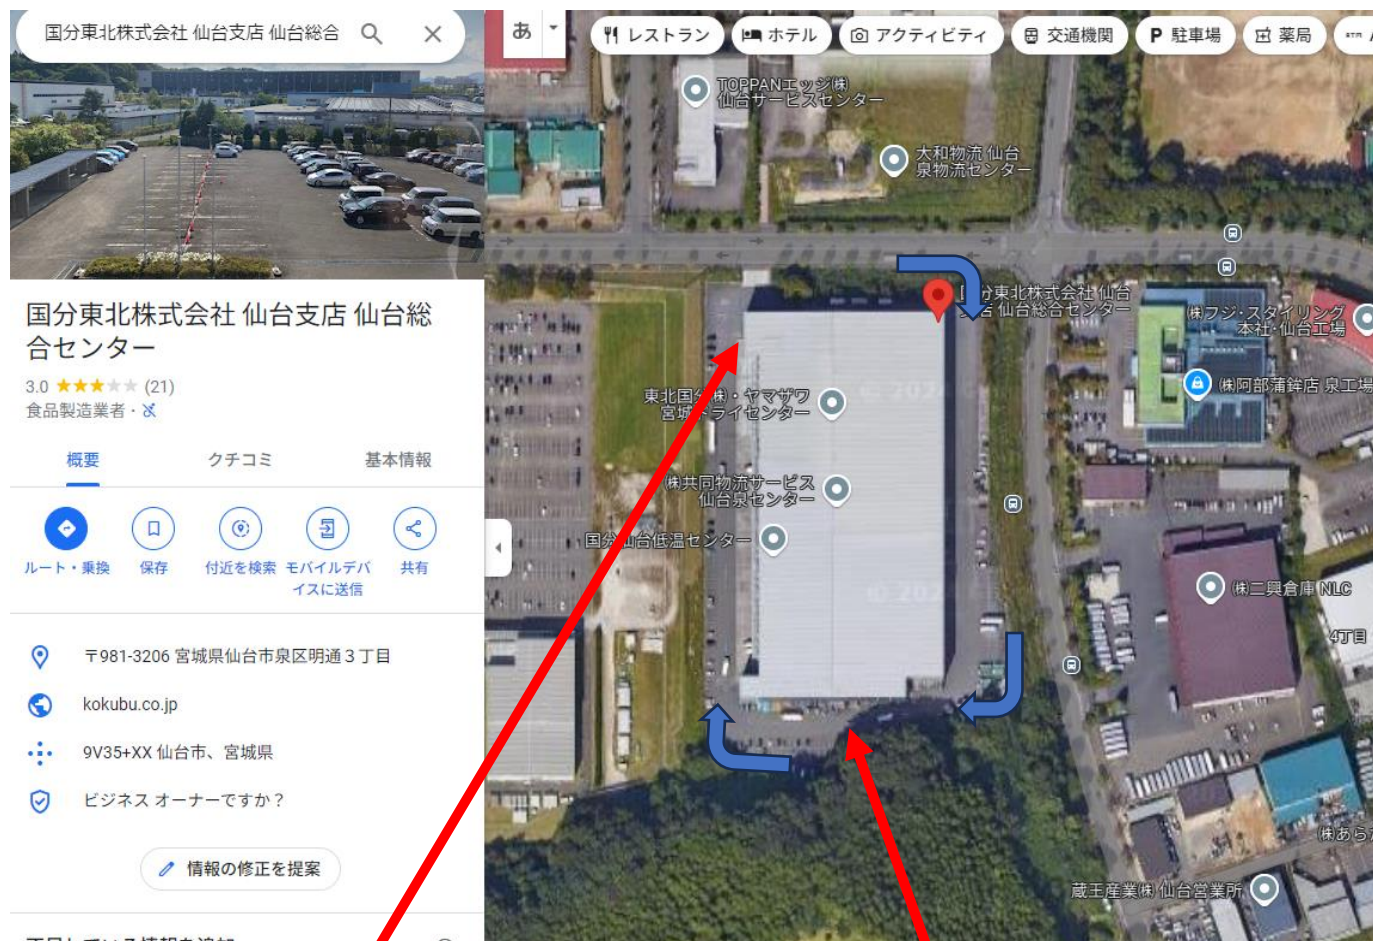 国分東北株式会社 仙台支店 仙台総合
国分東北株式会社 仙台支店 仙台総
合センター
3.0 ★★★★★ (21)
食品製造業者・
概要
クチコミ
基本情報
ルート・乗換
保存
付近を検索
モバイルデバ
イスに送信
共有
〒981-3206 宮城県仙台市泉区明通3丁目
kokubu.co.jp
9V35+XX 仙台市、宮城県
ビジネス オーナーですか?
情報の修正を提案
あ
レストラン
ホテル
アクティビティ
交通機関
P 駐車場
薬局
TOPPANエッジ㈱
仙台サービスセンター
大和物流 仙台
泉物流センター
分東北株式会社 仙台
店 仙台総合センター
㈱フジ・スタイリング
本社・仙台工場
㈱阿部蒲鉾店 泉工場
東北国分㈱・ヤマザワ
宮城ドライセンター
㈱共同物流サービス
仙台泉センター
国分仙台低温センター
㈱二興倉庫 NLC
4丁目
㈱あら
蔵王産業㈱ 仙台営業所